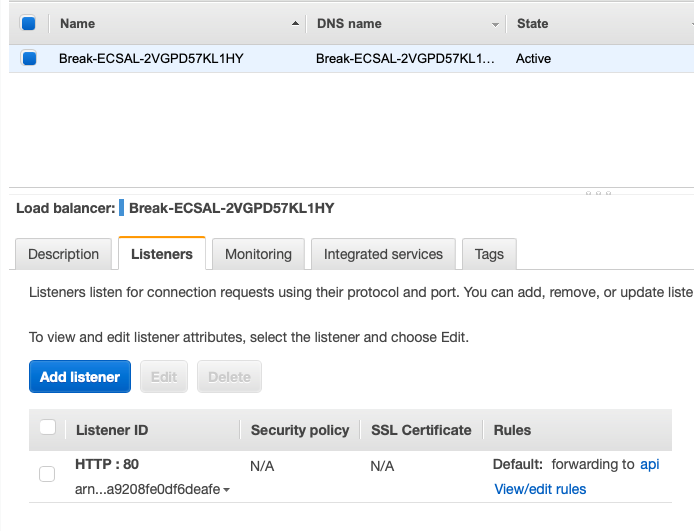 Name DNS name State
Break-ECSAL-2VGPD57KL1HY Break-ECSAL-2VGPD57KL1... Active
Load balancer: Break-ECSAL-2VGPD57KL1HY
Description Listeners Monitoring Integrated services Tags
Listeners listen for connection requests using their protocol and port. You can add, remove, or update liste
To view and edit listener attributes, select the listener and choose Edit.
Add listener Edit Delete
Listener ID Security policy SSL Certificate Rules
HTTP : 80 N/A N/A Default: forwarding to api
arn...a9208fe0df6deafe View/edit rules